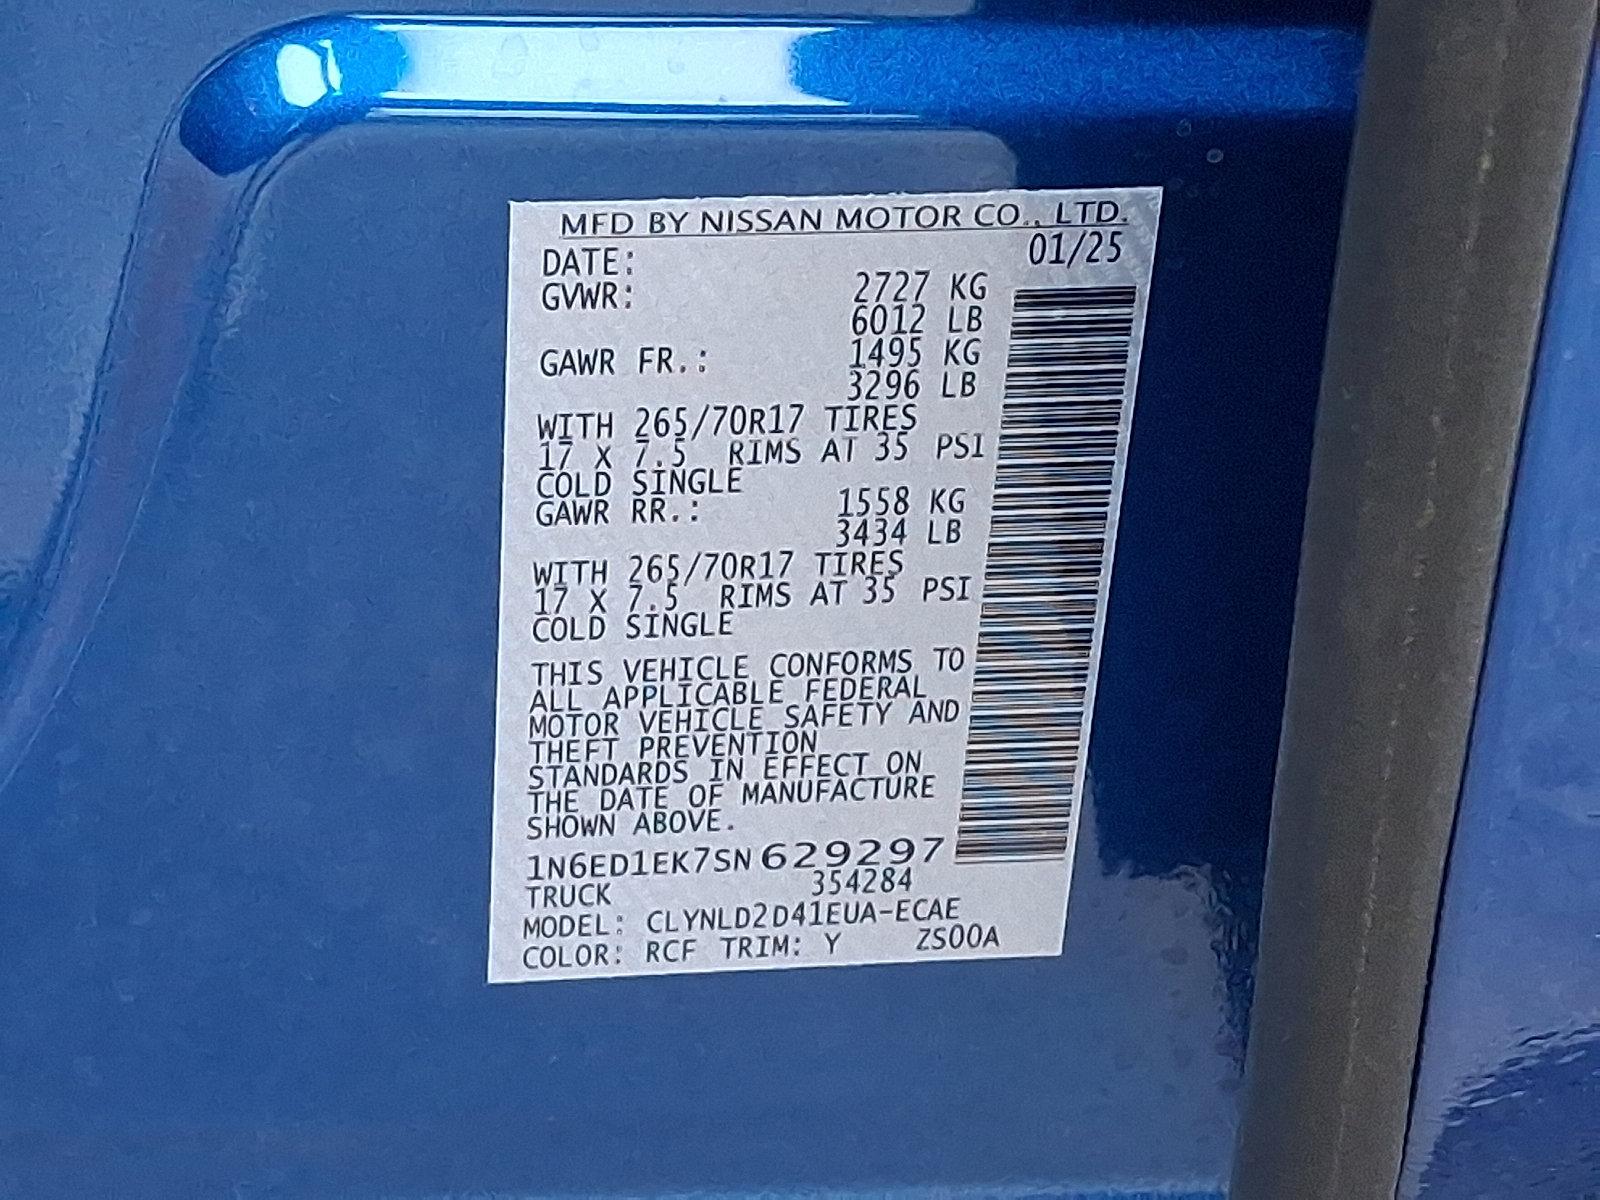 MFD BY NISSAN MOTOR CO., LTD.
DATE: 01/25
GVWR: 2727 KG
6012 LB
GAWR FR.: 1495 KG
3296 LB
WITH 265/70R17 TIRES
17 X 7.5 RIMS AT 35 PSI
COLD SINGLE
GAWR RR.: 1558 KG
3434 LB
WITH 265/70R17 TIRES
17 X 7.5 RIMS AT 35 PSI
COLD SINGLE
THIS VEHICLE CONFORMS TO
ALL APPLICABLE FEDERAL
MOTOR VEHICLE SAFETY AND
THEFT PREVENTION
STANDARDS IN EFFECT ON
THE DATE OF MANUFACTURE
SHOWN ABOVE.
1N6ED1EK7SN629297
TRUCK 354284
MODEL: CLYNLD2D41EUA-ECAE
COLOR: RCF TRIM: Y ZS00A